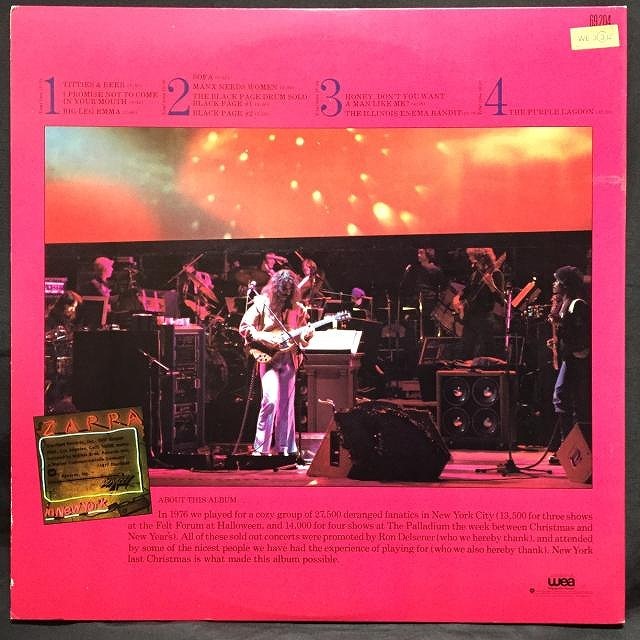 69204
1
TITTIES & BEER
I PROMISE NOT TO COME
IN YOUR MOUTH
BIG LEG EMMA
2
SOFA
MANX NEEDS WOMEN
THE BLACK PAGE DRUM SOLO/
BLACK PAGE #1
BLACK PAGE #2
3
HONEY, DON'T YOU WANT
A MAN LIKE ME?
THE ILLINOIS ENEMA BANDIT
4
THE PURPLE LAGOON
ZAPPA
in New York
ABOUT THIS ALBUM...
In 1976 we played for a cozy group of 27,500 deranged fanatics in New York City (13,500 for three shows
at the Felt Forum at Halloween, and 14,000 for four shows at The Palladium the week between Christmas and
New Year's). All of these sold out concerts were promoted by Ron Delsener (who we hereby thank), and attended
by some of the nicest people we have had the experience of playing for (who we also hereby thank). New York
last Christmas is what made this album possible.
wea